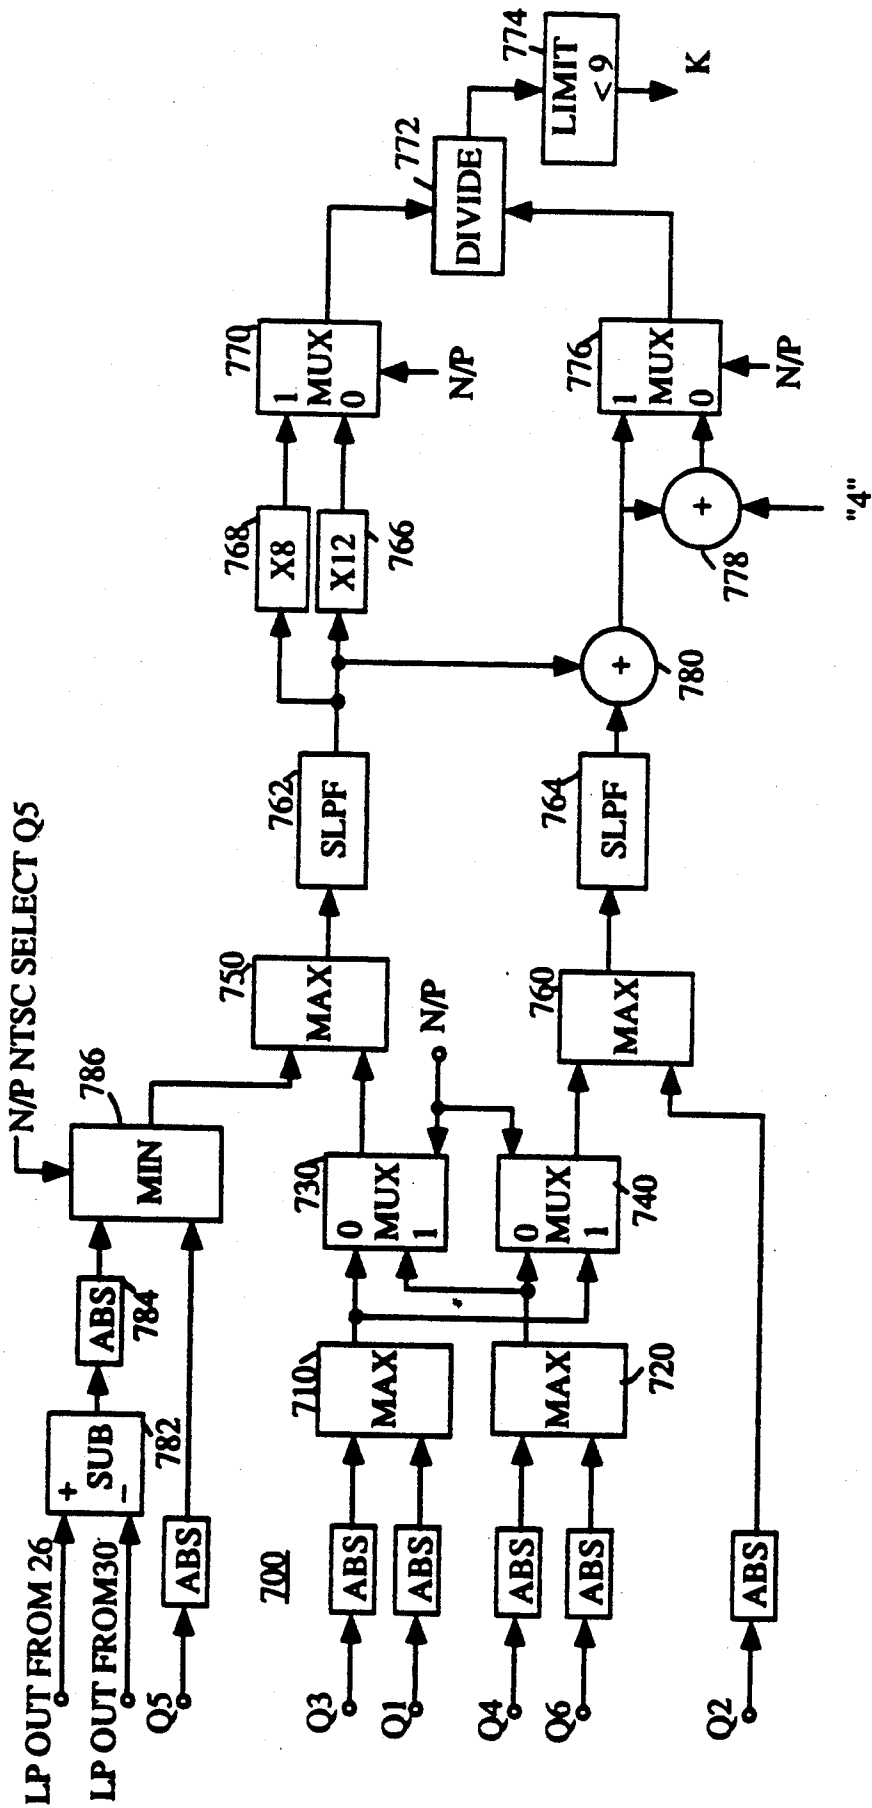 LP OUT FROM 26
LP OUT FROM30
+
SUB
−
782
ABS
784
N/P NTSC SELECT Q5
786
MIN
Q5
ABS
700
Q3
ABS
Q1
ABS
710
MAX
730
0
MUX
1
750
MAX
762
SLPF
768
X8
X12
766
770
1
MUX
0
N/P
772
DIVIDE
774
LIMIT
< 9
K
Q4
ABS
Q6
ABS
MAX
720
0
MUX
1
740
N/P
760
MAX
764
SLPF
+
780
+
778
"4"
776
1
MUX
0
N/P
Q2
ABS